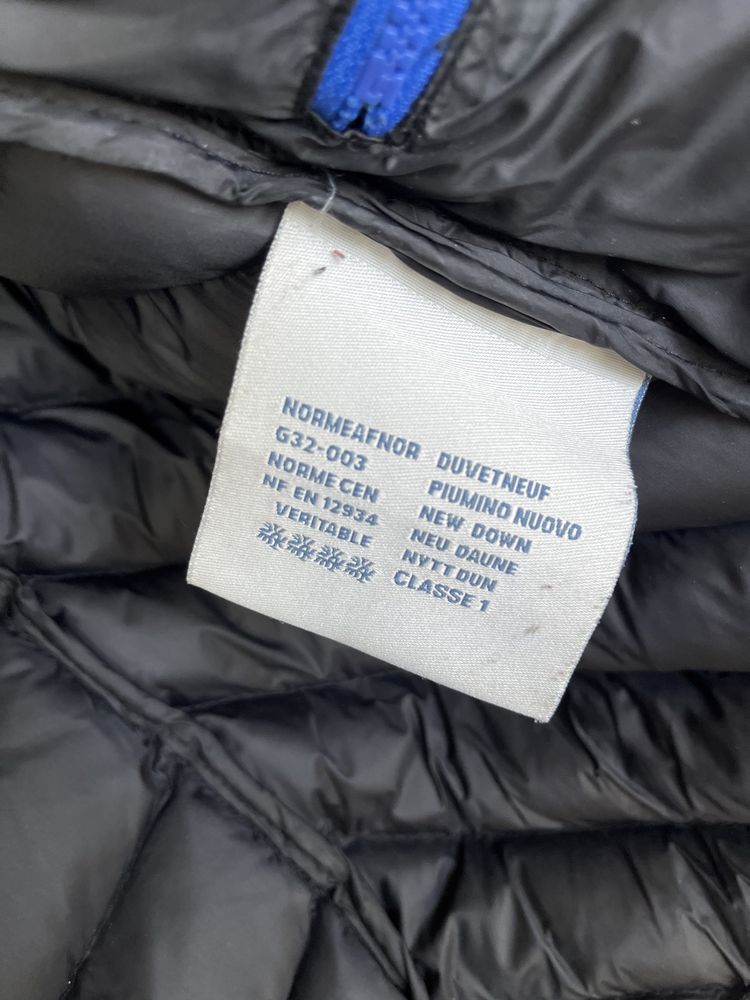 NORMEAFNOR
G32-003
NORME CEN
NF EN 12934
VERITABLE
DUVETNEUF
PIUMINO NUOVO
NEW DOWN
NEU DAUNE
NYTT DUN
CLASSE 1